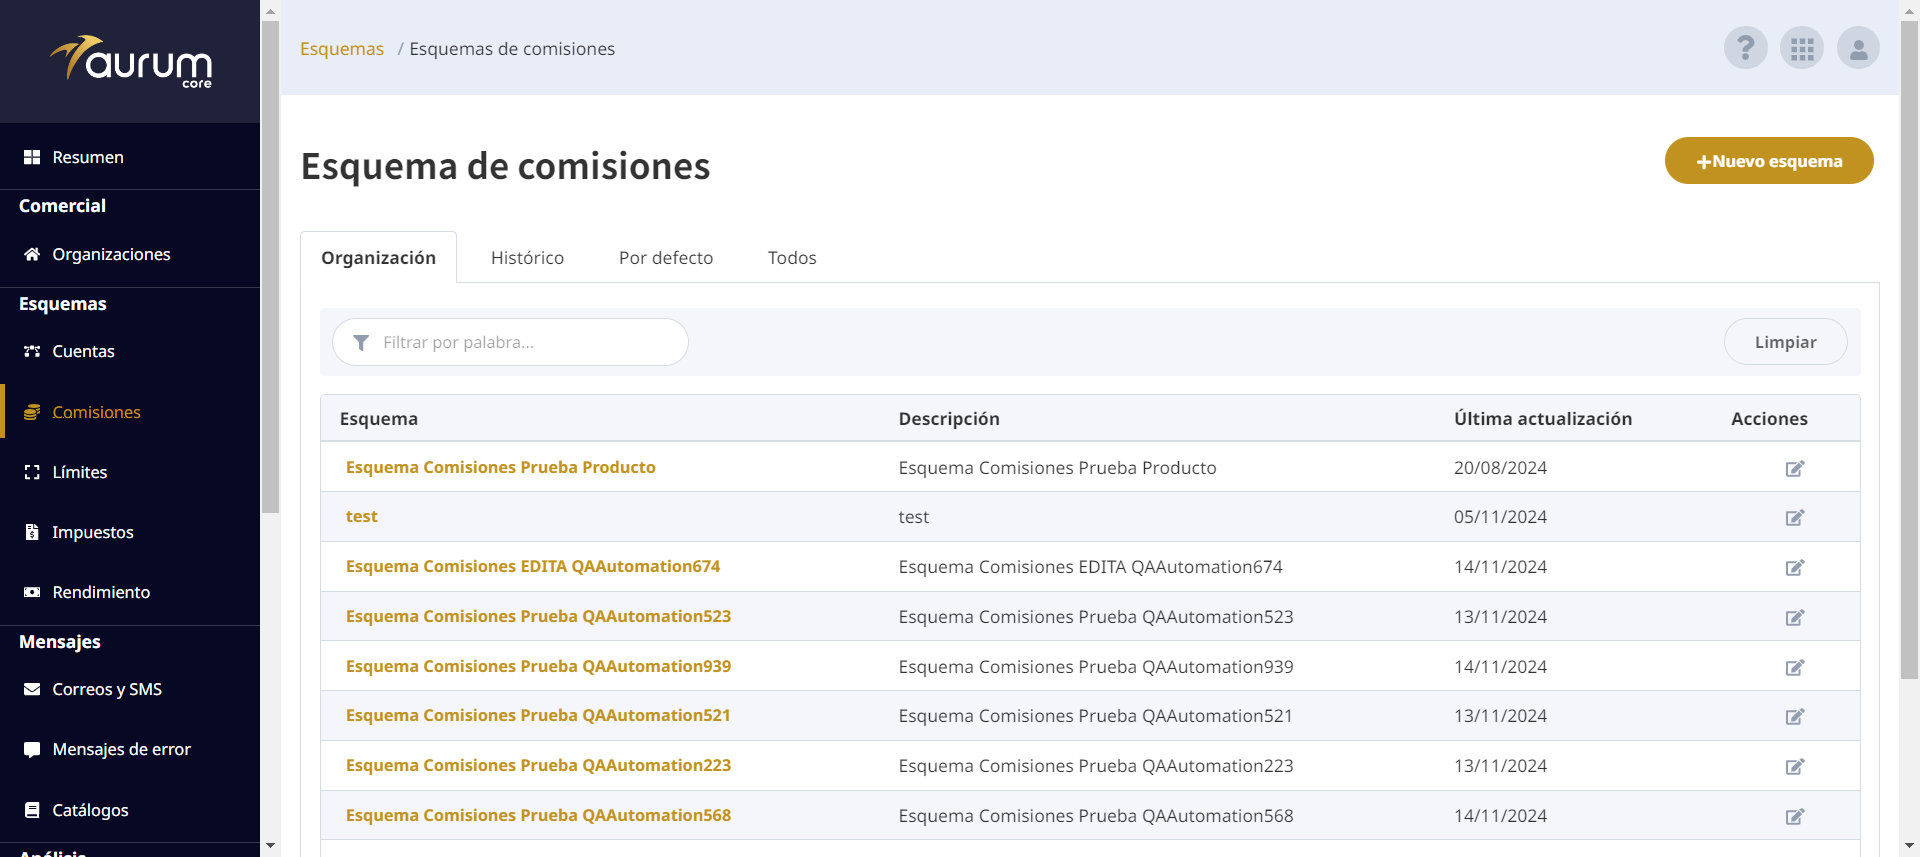 aurum
core
Resumen
Comercial
Organizaciones
Esquemas
Cuentas
Comisiones
Límites
Impuestos
Rendimiento
Mensajes
Correos y SMS
Mensajes de error
Catálogos
Análisis
Esquemas / Esquemas de comisiones
?
Esquema de comisiones
+Nuevo esquema
Organización Histórico Por defecto Todos
Filtrar por palabra... Limpiar
Esquema Descripción Última actualización Acciones
Esquema Comisiones Prueba Producto Esquema Comisiones Prueba Producto 20/08/2024
test test 05/11/2024
Esquema Comisiones EDITA QAAutomation674 Esquema Comisiones EDITA QAAutomation674 14/11/2024
Esquema Comisiones Prueba QAAutomation523 Esquema Comisiones Prueba QAAutomation523 13/11/2024
Esquema Comisiones Prueba QAAutomation939 Esquema Comisiones Prueba QAAutomation939 14/11/2024
Esquema Comisiones Prueba QAAutomation521 Esquema Comisiones Prueba QAAutomation521 13/11/2024
Esquema Comisiones Prueba QAAutomation223 Esquema Comisiones Prueba QAAutomation223 13/11/2024
Esquema Comisiones Prueba QAAutomation568 Esquema Comisiones Prueba QAAutomation568 14/11/2024